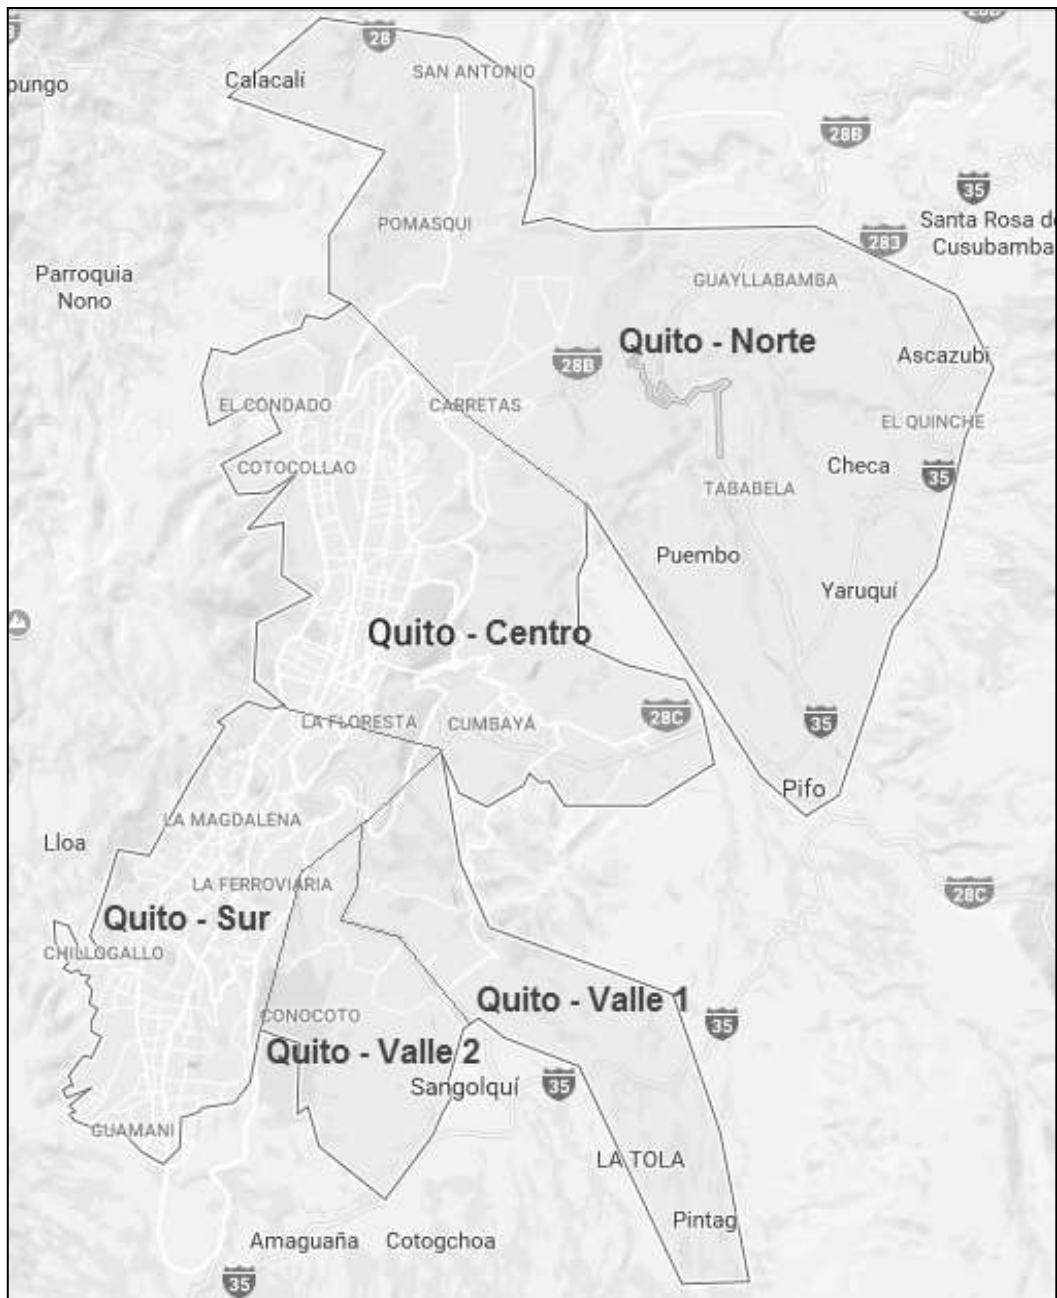 28
SAN ANTONIO
Calacalí
pungo
28B
35
Santa Rosa de
Cusubamba
POMASQUI
283
Parroquia
Nono
GUAYLLABAMBA
Quito - Norte
28B
Ascazubi
EL CONDADO
CARRETAS
EL QUINCHE
COTOCOLLAO
Checa
35
TABABELA
Puembo
Yaruquí
Quito - Centro
LA FLORESTA
CUMBAYÁ
28C
35
Pifo
LA MAGDALENA
Lloa
LA FERROVIARIA
28C
Quito - Sur
CHILLOGALLO
Quito - Valle 1
CONOCOTO
35
Quito - Valle 2
Sangolquí
35
GUAMANI
LA TOLA
Pintag
Amaguaña
Cotogchoa
35